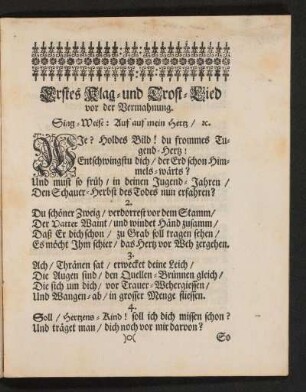 Erstes Klag-und Trost-Lied
vor der Vermahnung.
Sing-Weise: Auf auf mein Hertz / ꝛc.
WJe? Holdes Bild! du frommes Tu-
gend-Hertz!
Entschwingstu dich / der Erd schon Him-
mels-wärts?
Und must so früh / in deinen Jugend-Jahren /
Den Schauer-Herbst des Todes nun erfahren?
2.
Du schöner Zweig / verdorrest vor dem Stamm /
Der Vatter Waint / und windet Händ zusamm /
Daß Er dich schon / zu Grab soll tragen sehen /
Es möcht Ihm schier / das Hertz vor Weh zergehen.
3.
Ach / Thränen sat / erwecket deine Leich /
Die Augen sind / den Quellen-Brünnen gleich /
Die sich um dich / vor Trauer-Weh ergiessen /
Und Wangen-ab / in grosser Menge fliessen.
4.
Soll / Hertzens-Kind! soll ich dich missen schon?
Und träget man / dich noch vor mir darvon?
)o( So